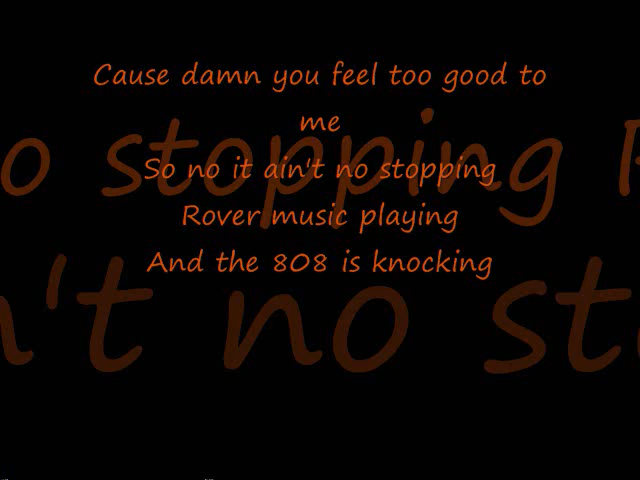 Cause damn you feel too good to
me
So no it ain't no stopping
Rover music playing
And the 808 is knocking
o stopping
n't no st